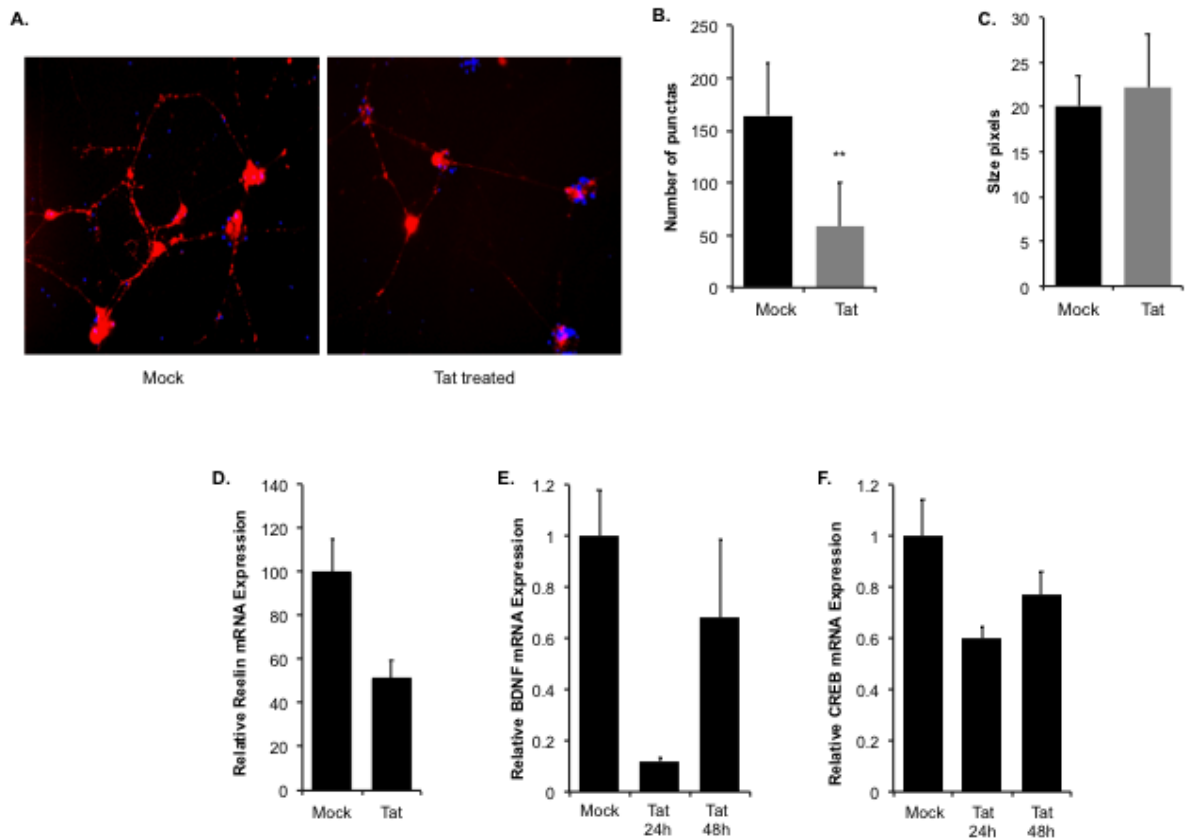 A.
Mock
Tat treated
B.
Number of punctas
250
200
150
100
50
0
**
Mock
Tat
C.
Size pixels
30
25
20
15
10
5
0
Mock
Tat
D.
Relative Reelin mRNA Expression
140
120
100
80
60
40
20
0
Mock
Tat
E.
Relative BDNF mRNA Expression
1.2
1
0.8
0.6
0.4
0.2
0
Mock
Tat
24h
Tat
48h
F.
Relative CREB mRNA Expression
1.2
1
0.8
0.6
0.4
0.2
0
Mock
Tat
24h
Tat
48h